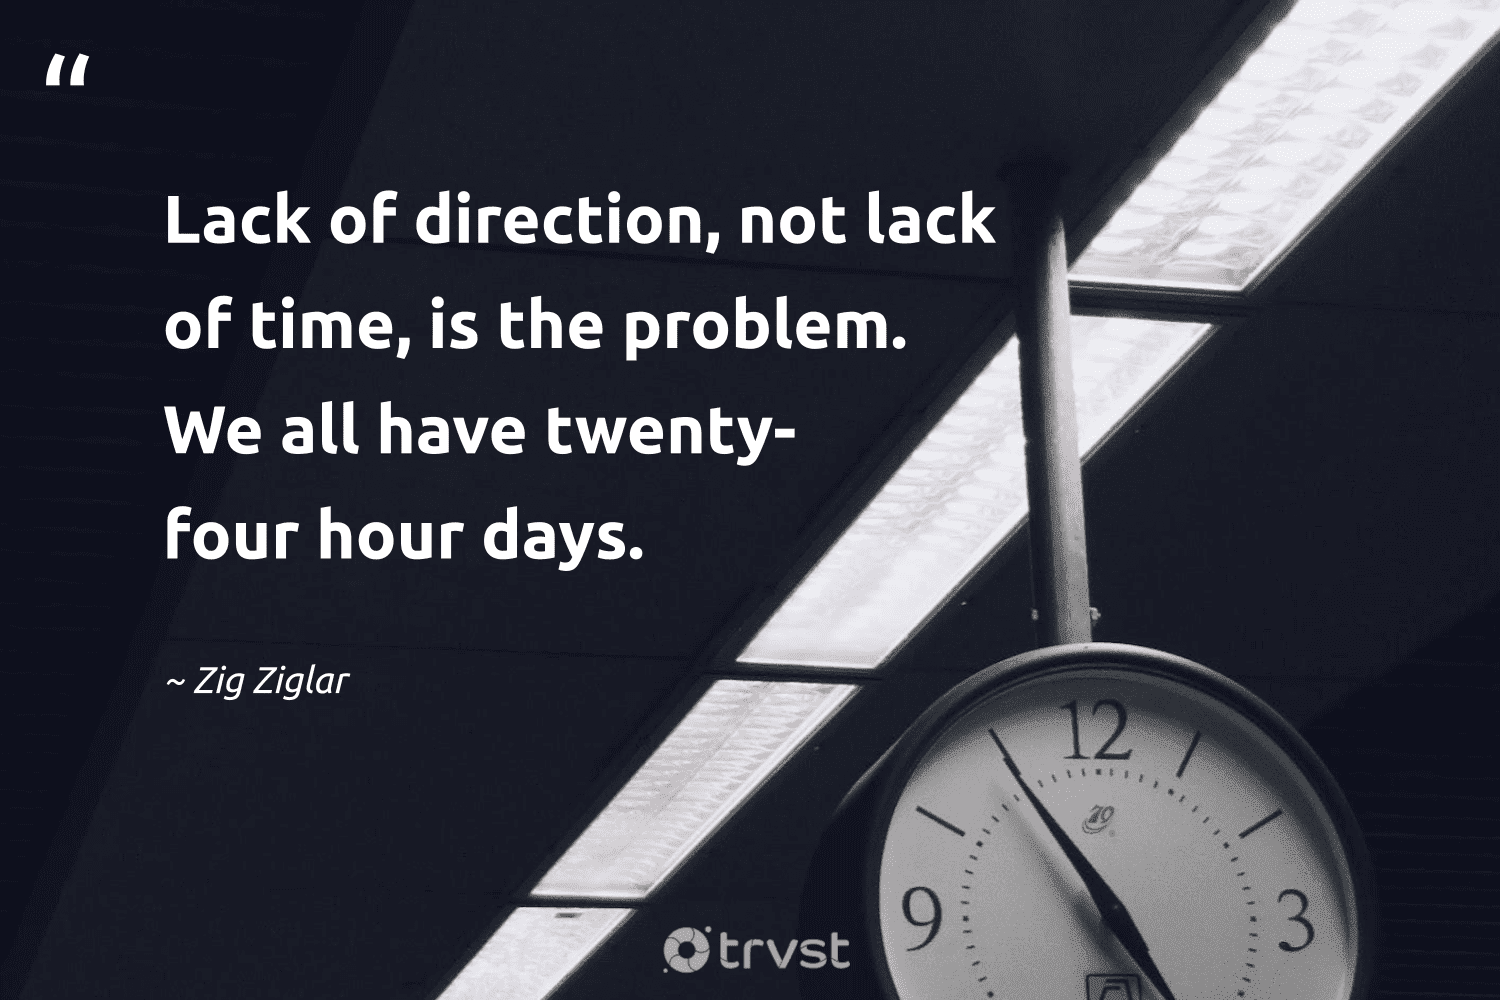 “
Lack of direction, not lack
of time, is the problem.
We all have twenty-
four hour days.
~ Zig Ziglar
12
9
3
trvst